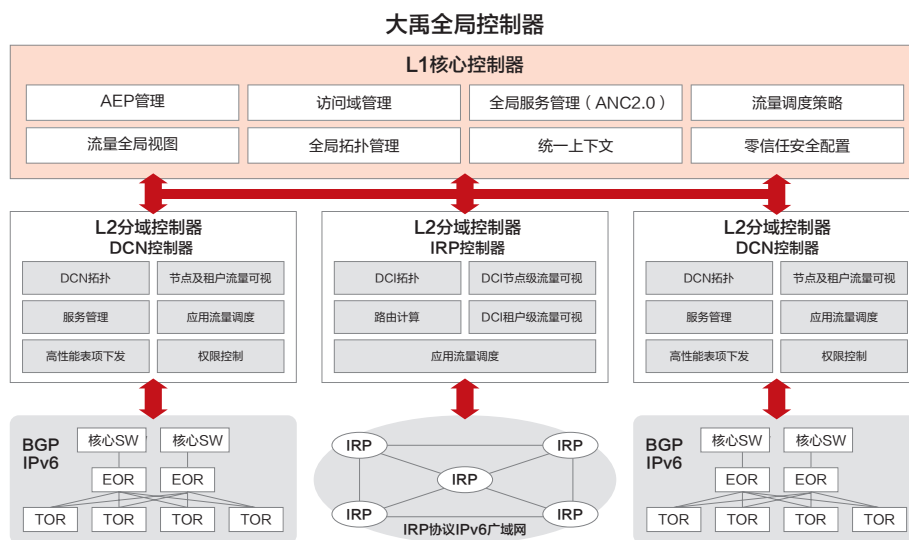 大禹全局控制器
L1核心控制器
AEP管理
访问域管理
全局服务管理（ANC2.0）
流量调度策略
流量全局视图
全局拓扑管理
统一上下文
零信任安全配置
L2分域控制器
DCN控制器
DCN拓扑
节点及租户流量可视
服务管理
应用流量调度
高性能表项下发
权限控制
L2分域控制器
IRP控制器
DCI拓扑
DCI节点级流量可视
路由计算
DCI租户级流量可视
应用流量调度
L2分域控制器
DCN控制器
DCN拓扑
节点及租户流量可视
服务管理
应用流量调度
高性能表项下发
权限控制
BGP
IPv6
核心SW
核心SW
EOR
EOR
TOR
TOR
TOR
TOR
IRP
IRP
IRP
IRP
IRP
IRP协议IPv6广域网
BGP
IPv6
核心SW
核心SW
EOR
EOR
TOR
TOR
TOR
TOR